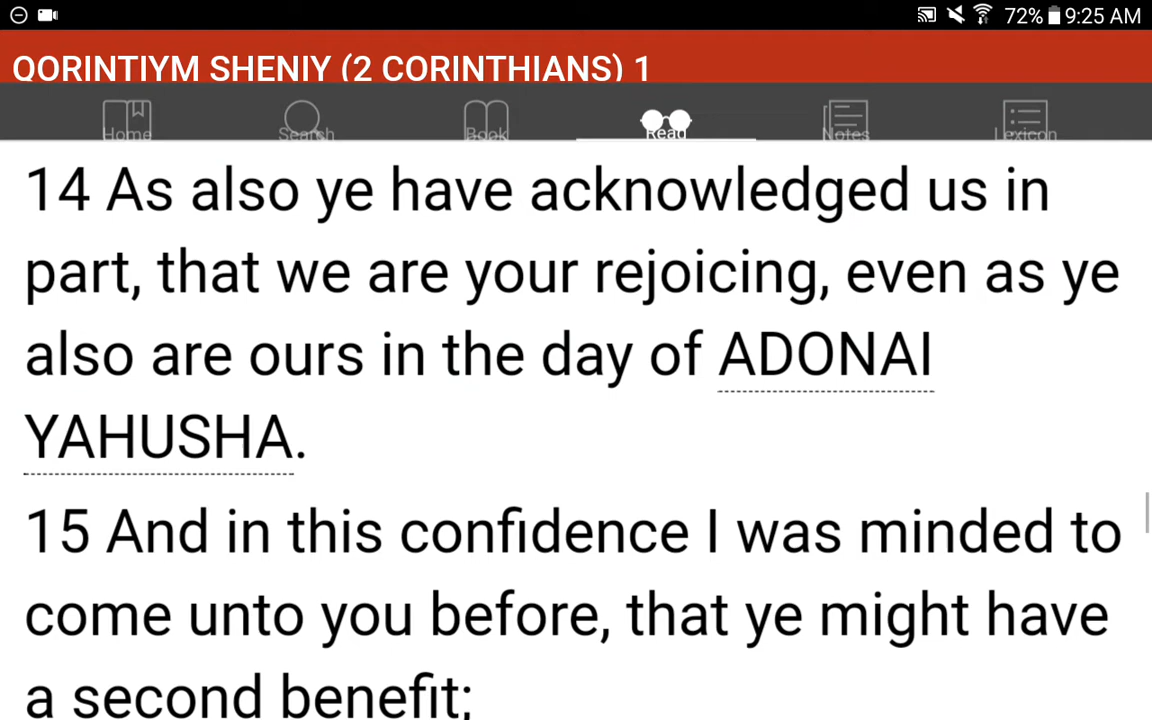 72% 9:25 AM
QORINTIYM SHENIY (2 CORINTHIANS) 1
Home Search Book Read Notes Lexicon
14 As also ye have acknowledged us in
part, that we are your rejoicing, even as ye
also are ours in the day of ADONAI
YAHUSHA.
15 And in this confidence I was minded to
come unto you before, that ye might have
a second benefit;